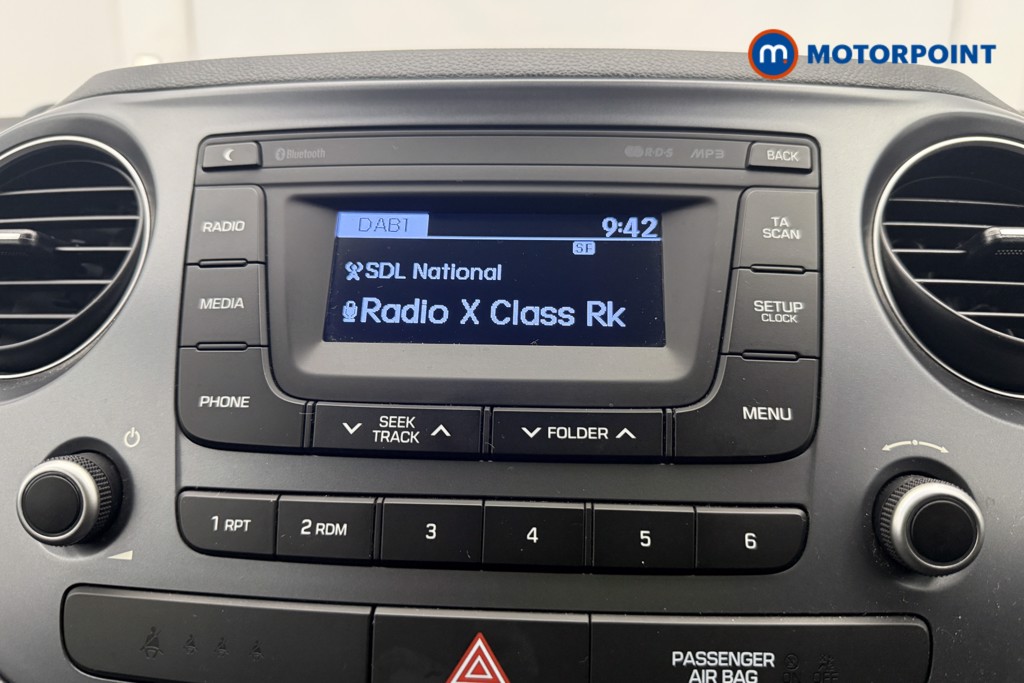 m MOTORPOINT
Bluetooth
R·D·S MP3
BACK
RADIO
DAB1
9:42
TA
SCAN
SF
SDL National
MEDIA
Radio X Class Rk
SETUP
CLOCK
PHONE
SEEK
TRACK
FOLDER
MENU
1 RPT
2 RDM
3
4
5
6
PASSENGER
AIR BAG
OFF